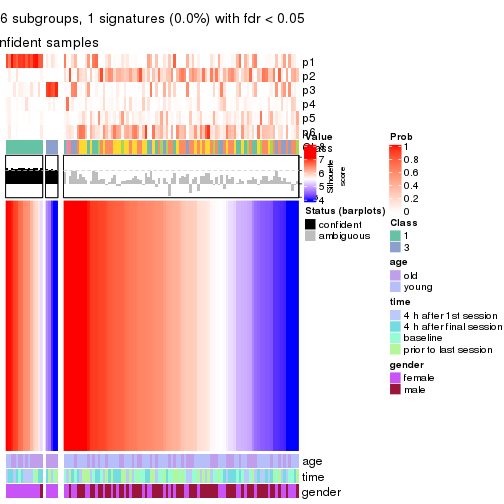 6 subgroups, 1 signatures (0.0%) with fdr < 0.05
nfident samples
p1
p2
p3
p4
p5
p6
Class
Value
7
6
5
4
Silhouette
score
Status (barplots)
confident
ambiguous
Prob
1
0.8
0.6
0.4
0.2
0
Class
1
3
age
old
young
time
4 h after 1st session
4 h after final session
baseline
prior to last session
gender
female
male
age
time
gender